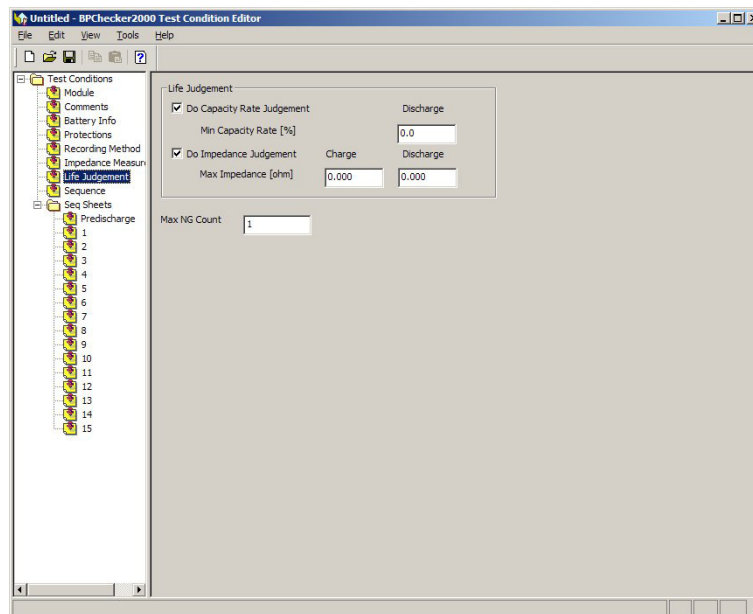 Untitled - BPChecker2000 Test Condition Editor
File Edit View Tools Help
Test Conditions
Module
Comments
Battery Info
Protections
Recording Method
Impedance Measur
Life Judgement
Sequence
Seq Sheets
Predischarge
1
2
3
4
5
6
7
8
9
10
11
12
13
14
15
Life Judgement
Do Capacity Rate Judgement Discharge
Min Capacity Rate [%] 0.0
Do Impedance Judgement Charge Discharge
Max Impedance [ohm] 0.000 0.000
Max NG Count 1